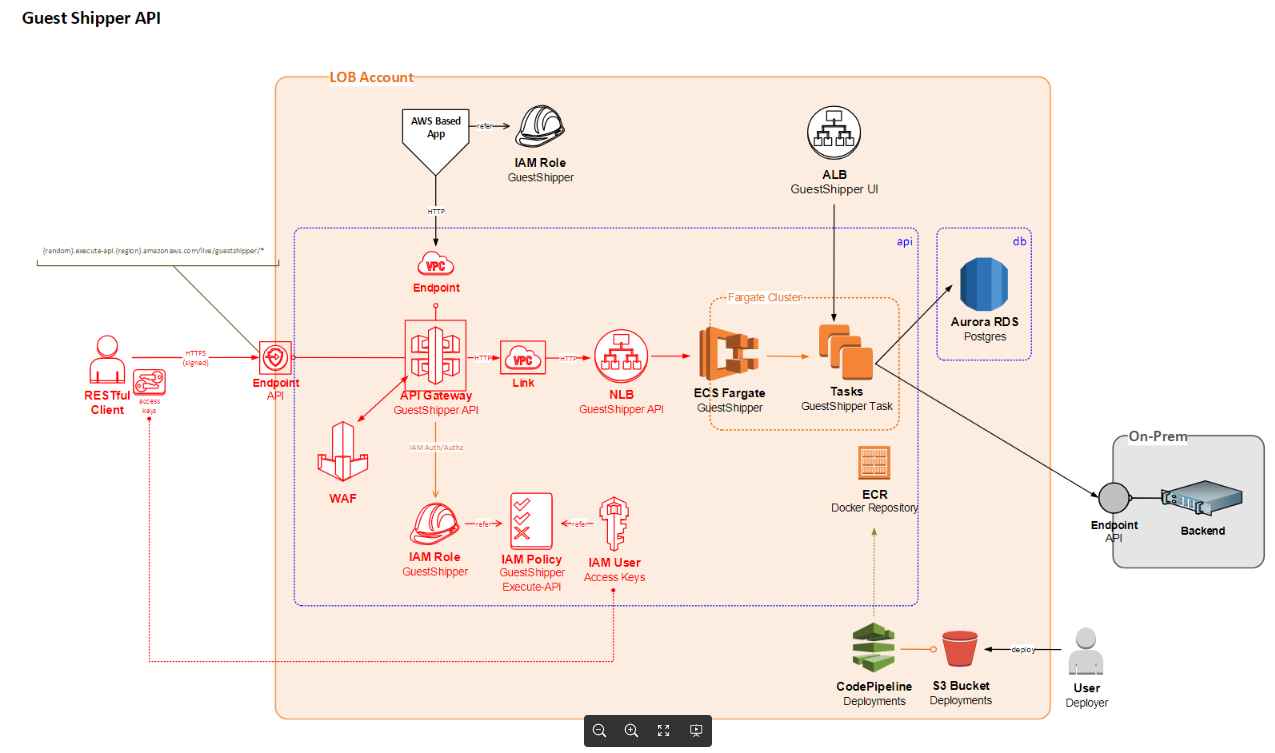 Guest Shipper API
LOB Account
AWS Based
App
refer
IAM Role
GuestShipper
ALB
GuestShipper UI
HTTP
api
db
{random}.execute-api.{region}.amazonaws.com/live/guestshipper/*
VPC
Endpoint
Fargate Cluster
Aurora RDS
Postgres
HTTPS
(signed)
HTTP
VPC
HTTP
Endpoint
API
Link
RESTful
Client
access
keys
API Gateway
GuestShipper API
NLB
GuestShipper API
ECS Fargate
GuestShipper
Tasks
GuestShipper Task
IAM Auth/Authz
On-Prem
WAF
ECR
Docker Repository
Endpoint
API
Backend
refer
refer
IAM Role
GuestShipper
IAM Policy
GuestShipper
Execute-API
IAM User
Access Keys
deploy
CodePipeline
Deployments
S3 Bucket
Deployments
User
Deployer